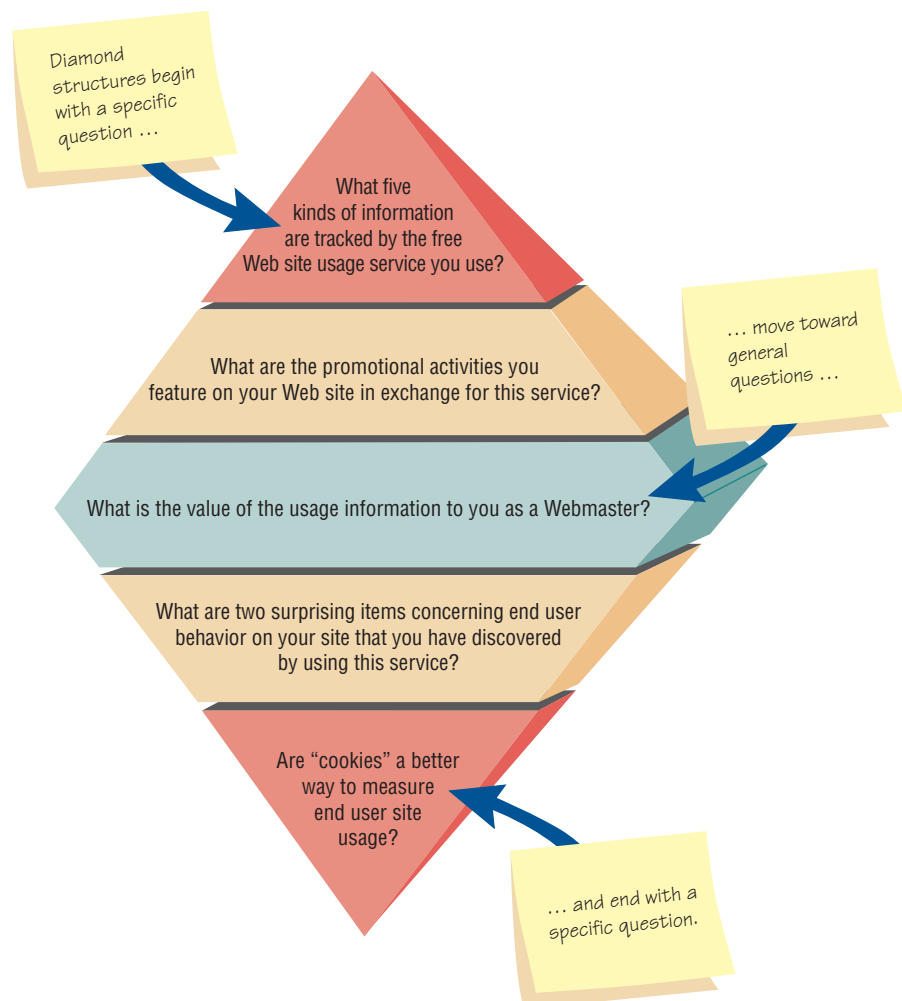 Diamond
structures begin
with a specific
question ...
What five
kinds of information
are tracked by the free
Web site usage service you use?
What are the promotional activities you
feature on your Web site in exchange for this service?
... move toward
general
questions ...
What is the value of the usage information to you as a Webmaster?
What are two surprising items concerning end user
behavior on your site that you have discovered
by using this service?
Are “cookies” a better
way to measure
end user site
usage?
... and end with a
specific question.